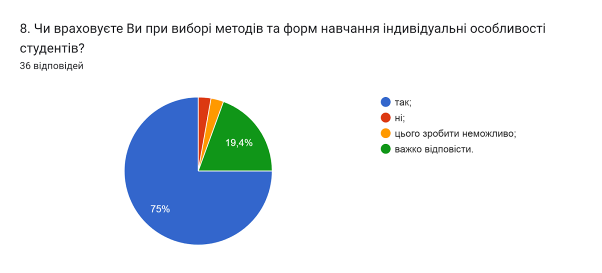 8. Чи враховуєте Ви при виборі методів та форм навчання індивідуальні особливості
студентів?
36 відповідей
так;
ні;
цього зробити неможливо;
важко відповісти.
19,4%
75%